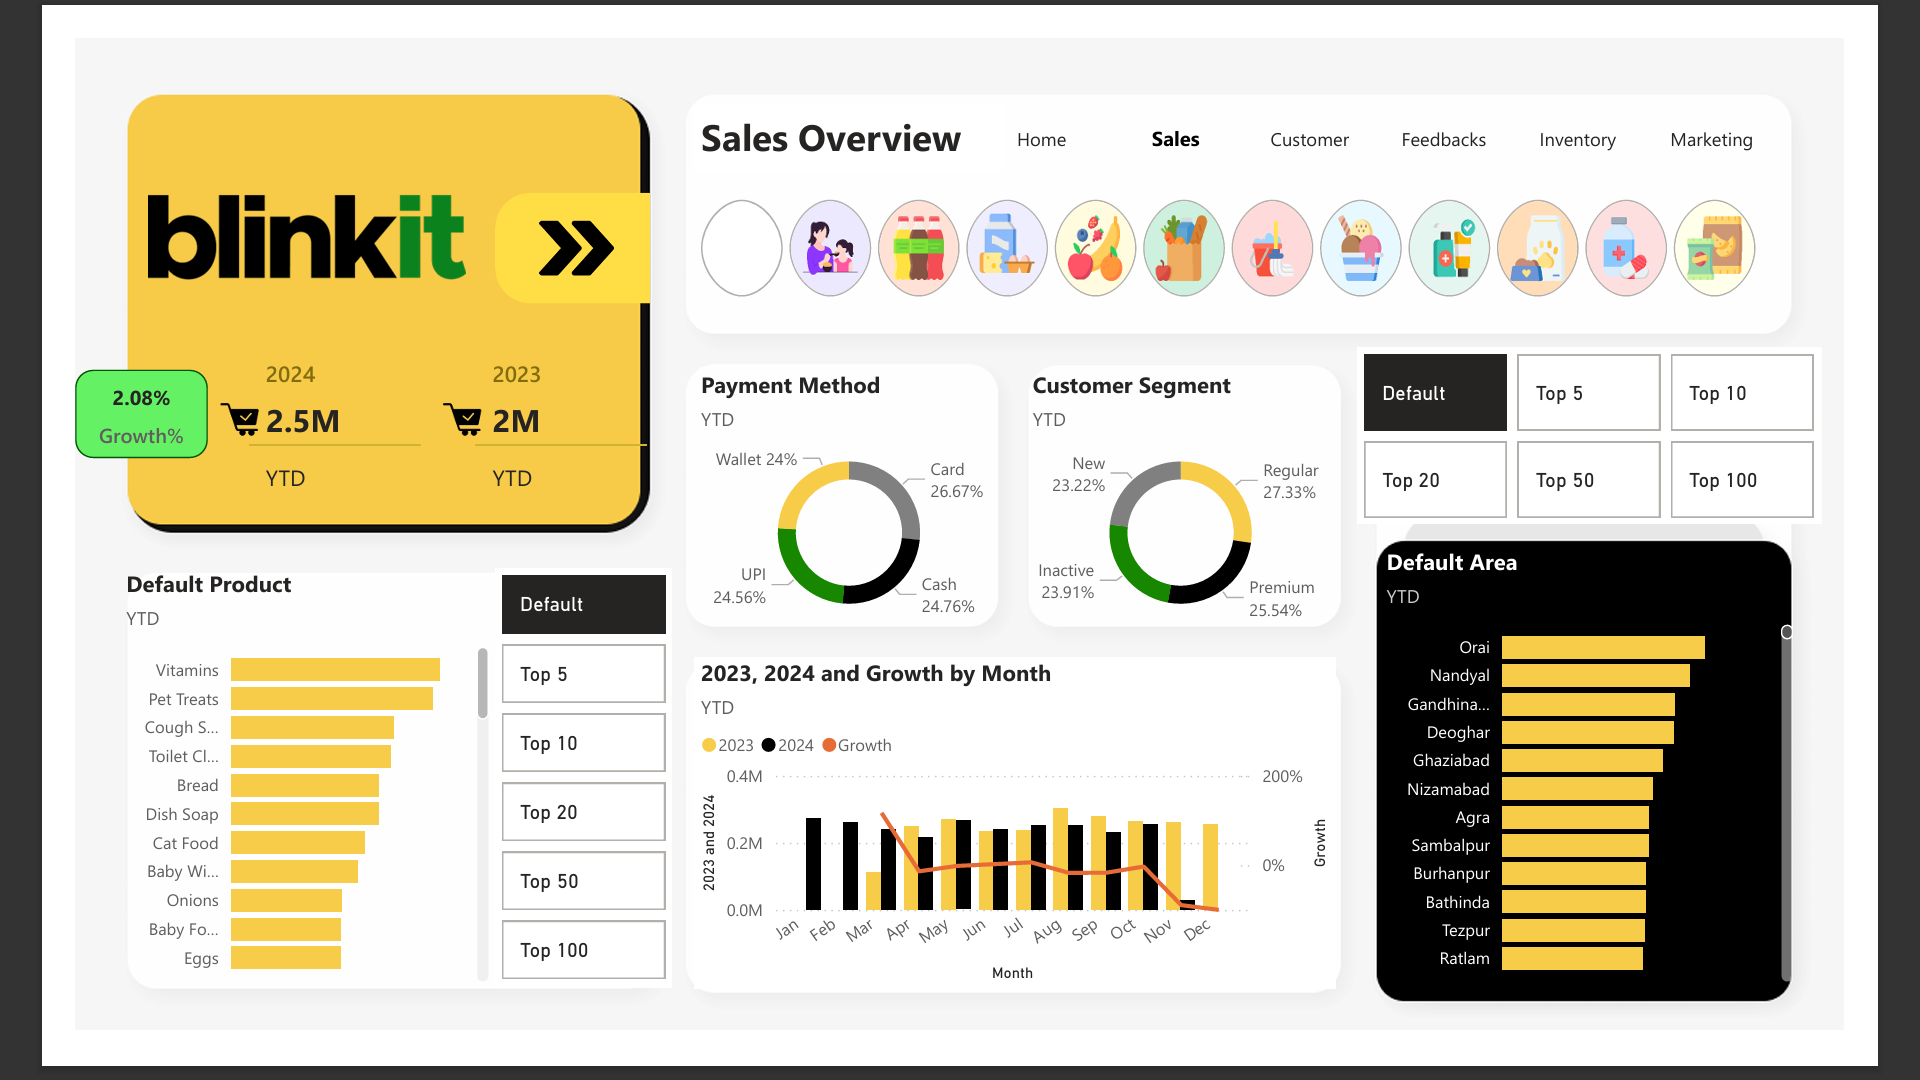 blinkit
2024
2023
2.5M
2M
YTD
YTD
2.08%
Growth%
Sales Overview
Home
Sales
Customer
Feedbacks
Inventory
Marketing
Payment Method
YTD
Wallet 24%
Card
26.67%
UPI
24.56%
Cash
24.76%
Customer Segment
YTD
New
23.22%
Regular
27.33%
Inactive
23.91%
Premium
25.54%
Default
Top 5
Top 10
Top 20
Top 50
Top 100
Default Product
YTD
Vitamins
Pet Treats
Cough S...
Toilet Cl...
Bread
Dish Soap
Cat Food
Baby Wi...
Onions
Baby Fo...
Eggs
Default
Top 5
Top 10
Top 20
Top 50
Top 100
2023, 2024 and Growth by Month
YTD
2023
2024
Growth
0.4M
0.2M
0.0M
2023 and 2024
200%
0%
Growth
Jan
Feb
Mar
Apr
May
Jun
Jul
Aug
Sep
Oct
Nov
Dec
Month
Default Area
YTD
Orai
Nandyal
Gandhina...
Deoghar
Ghaziabad
Nizamabad
Agra
Sambalpur
Burhanpur
Bathinda
Tezpur
Ratlam